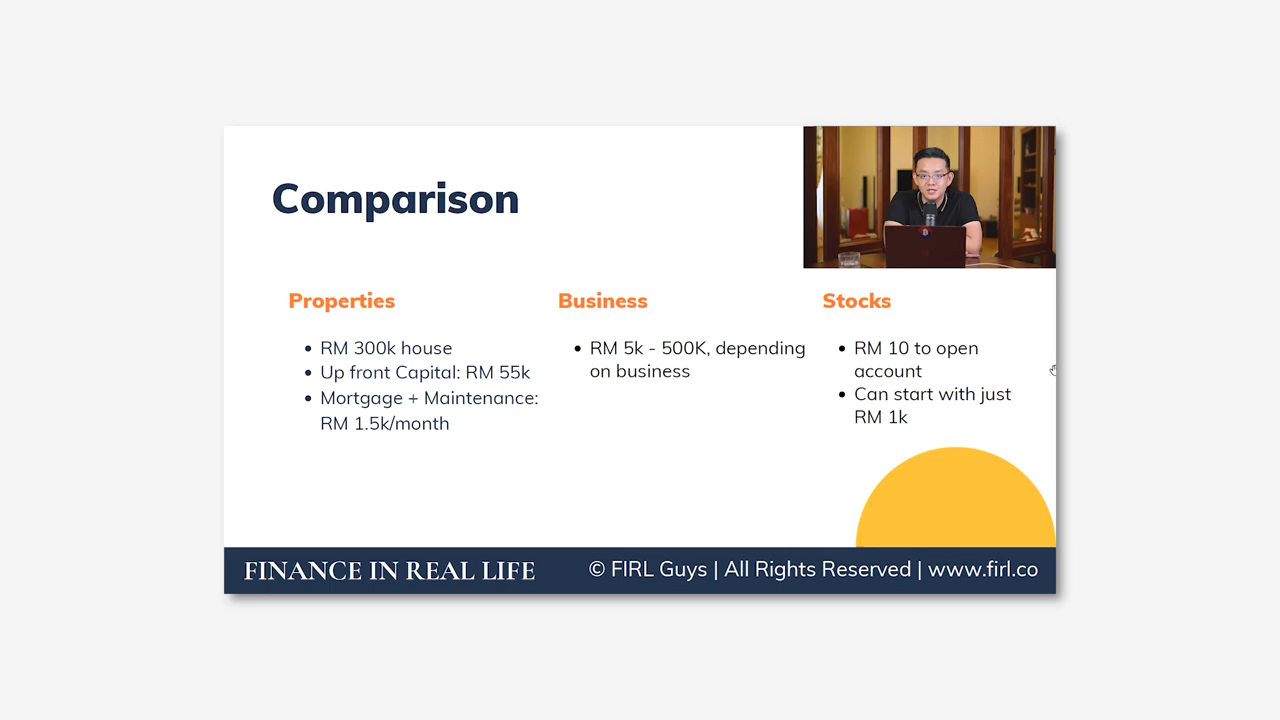 Comparison
Properties
RM 300k house
Up front Capital: RM 55k
Mortgage + Maintenance:
RM 1.5k/month
Business
RM 5k - 500K, depending
on business
Stocks
RM 10 to open
account
Can start with just
RM 1k
FINANCE IN REAL LIFE
© FIRL Guys | All Rights Reserved | www.firl.co